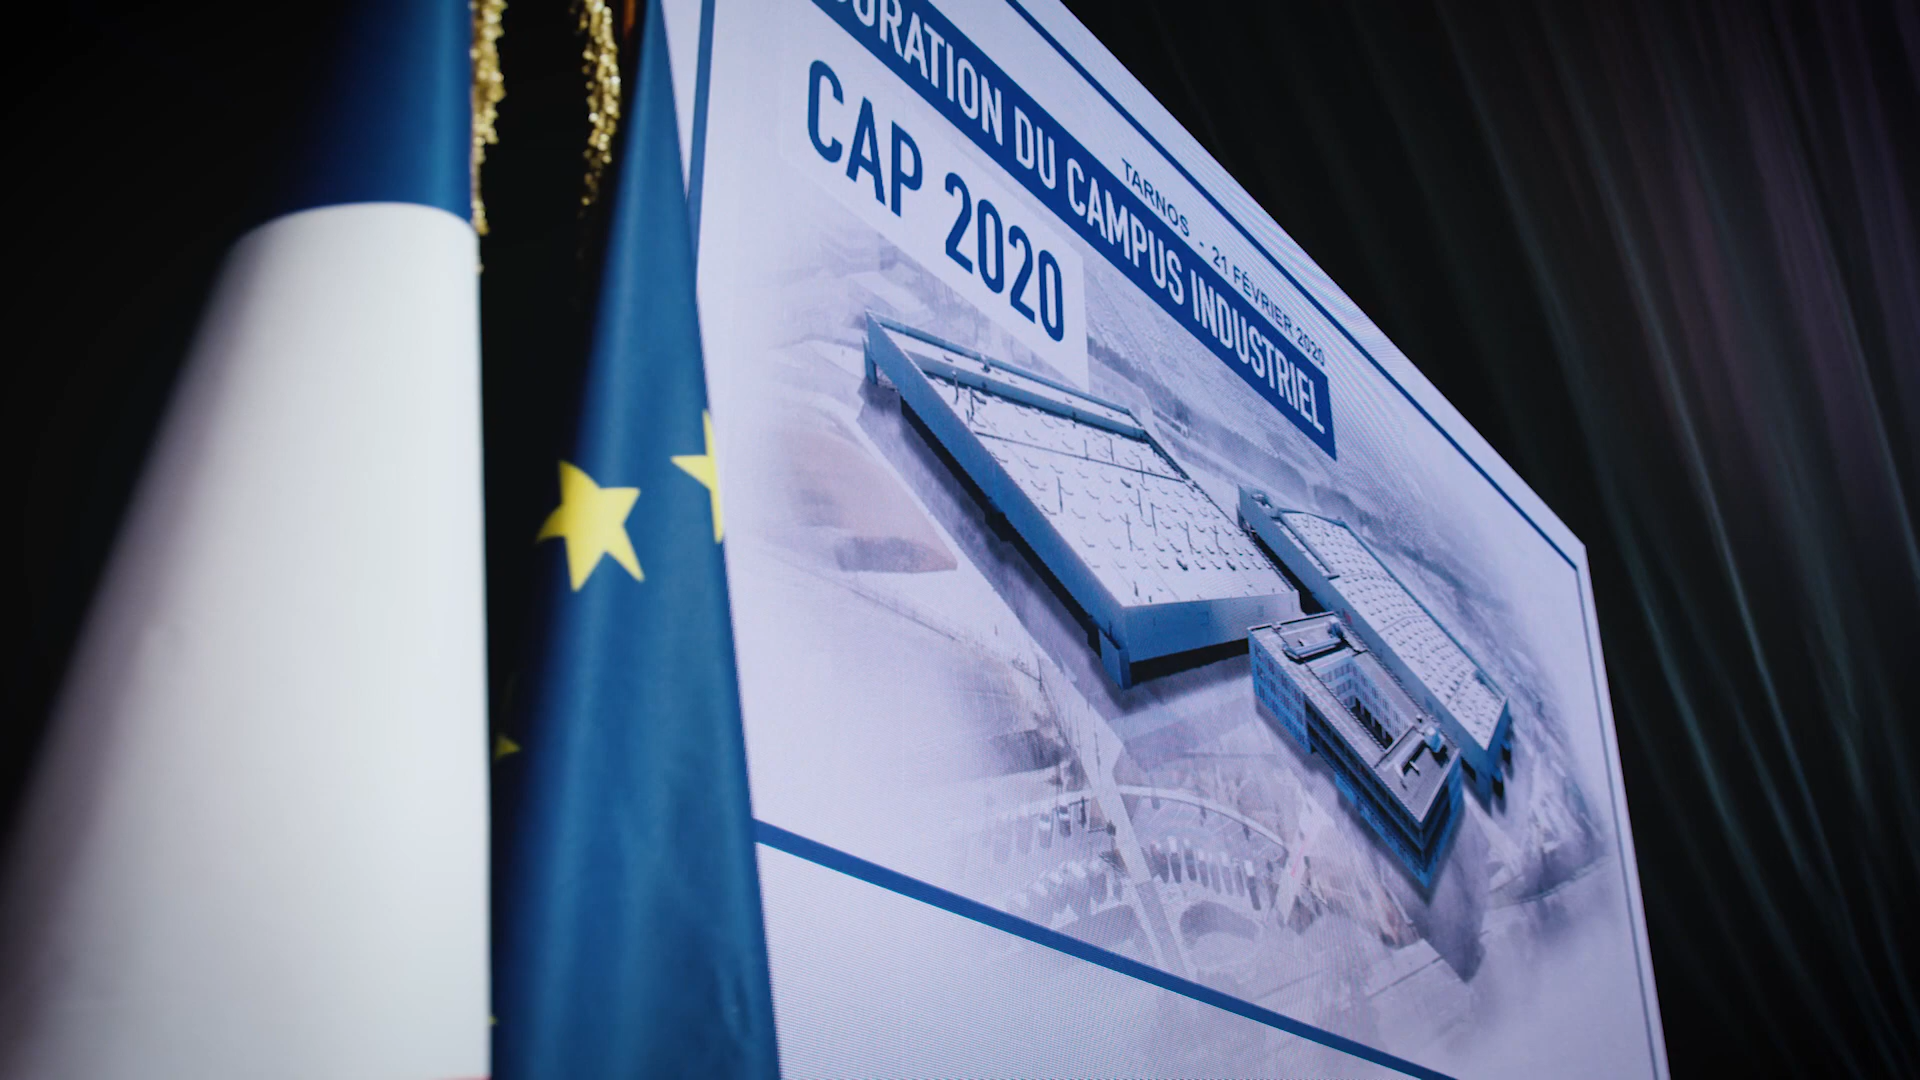 TARNOS - 21 FÉVRIER 2020
URATION DU CAMPUS INDUSTRIEL
CAP 2020